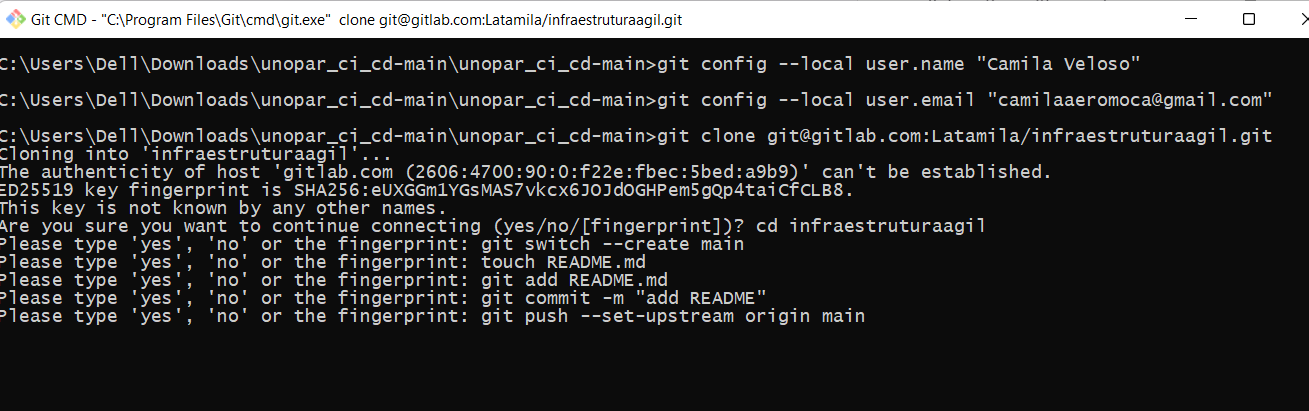 Git CMD - "C:\Program Files\Git\cmd\git.exe" clone git@gitlab.com:Latamila/infraestruturaagil.git
C:\Users\Dell\Downloads\unopar_ci_cd-main\unopar_ci_cd-main>git config --local user.name "Camila Veloso"
C:\Users\Dell\Downloads\unopar_ci_cd-main\unopar_ci_cd-main>git config --local user.email "camilaaeromoca@gmail.com"
C:\Users\Dell\Downloads\unopar_ci_cd-main\unopar_ci_cd-main>git clone git@gitlab.com:Latamila/infraestruturaagil.git
Cloning into 'infraestruturaagil'...
The authenticity of host 'gitlab.com (2606:4700:90:0:f22e:fbec:5bed:a9b9)' can't be established.
ED25519 key fingerprint is SHA256:eUXGGm1YGsMAS7vkcx6JOJdOGHPem5gQp4taiCfCLB8.
This key is not known by any other names.
Are you sure you want to continue connecting (yes/no/[fingerprint])? cd infraestruturaagil
Please type 'yes', 'no' or the fingerprint: git switch --create main
Please type 'yes', 'no' or the fingerprint: touch README.md
Please type 'yes', 'no' or the fingerprint: git add README.md
Please type 'yes', 'no' or the fingerprint: git commit -m "add README"
Please type 'yes', 'no' or the fingerprint: git push --set-upstream origin main